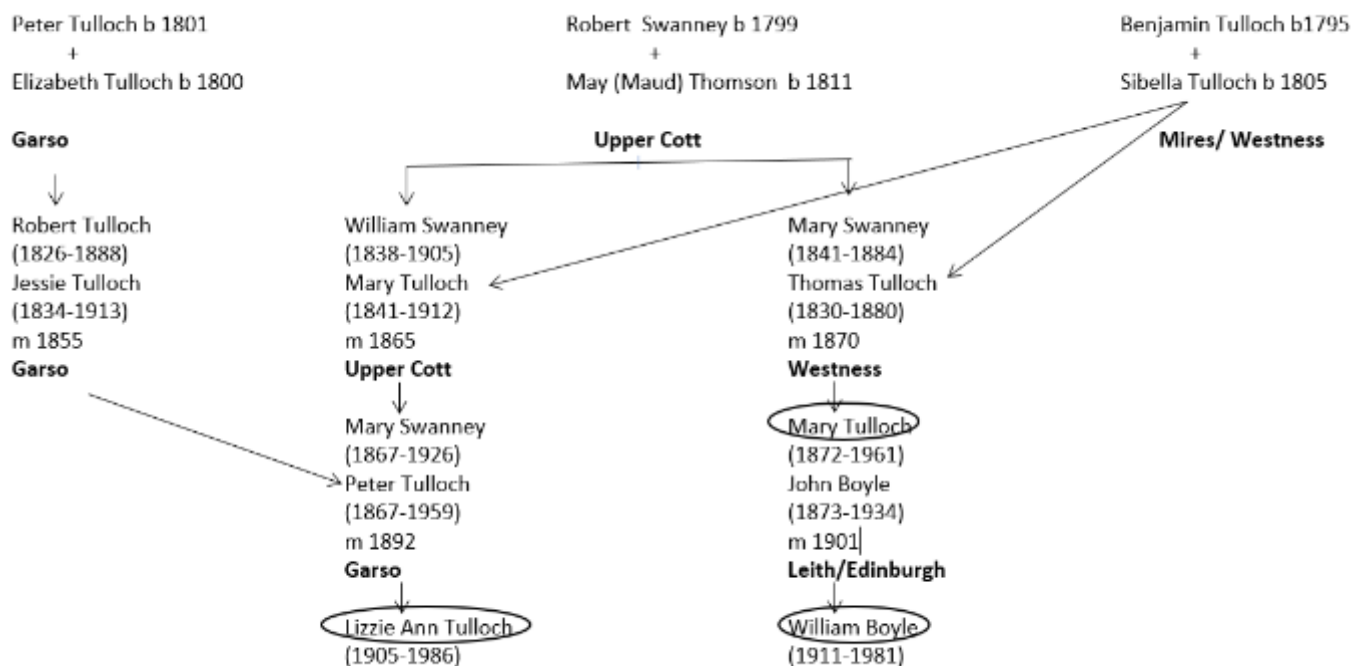 Peter Tulloch b 1801
+
Elizabeth Tulloch b 1800
Garso
Robert Swanney b 1799
+
May (Maud) Thomson b 1811
Upper Cott
Benjamin Tulloch b1795
+
Sibella Tulloch b 1805
Mires/ Westness
Robert Tulloch
(1826-1888)
Jessie Tulloch
(1834-1913)
m 1855
Garso
William Swanney
(1838-1905)
Mary Tulloch
(1841-1912)
m 1865
Upper Cott
Mary Swanney
(1841-1884)
Thomas Tulloch
(1830-1880)
m 1870
Westness
Mary Swanney
(1867-1926)
Peter Tulloch
(1867-1959)
m 1892
Garso
Mary Tulloch
(1872-1961)
John Boyle
(1873-1934)
m 1901
Leith/Edinburgh
Lizzie Ann Tulloch
(1905-1986)
William Boyle
(1911-1981)